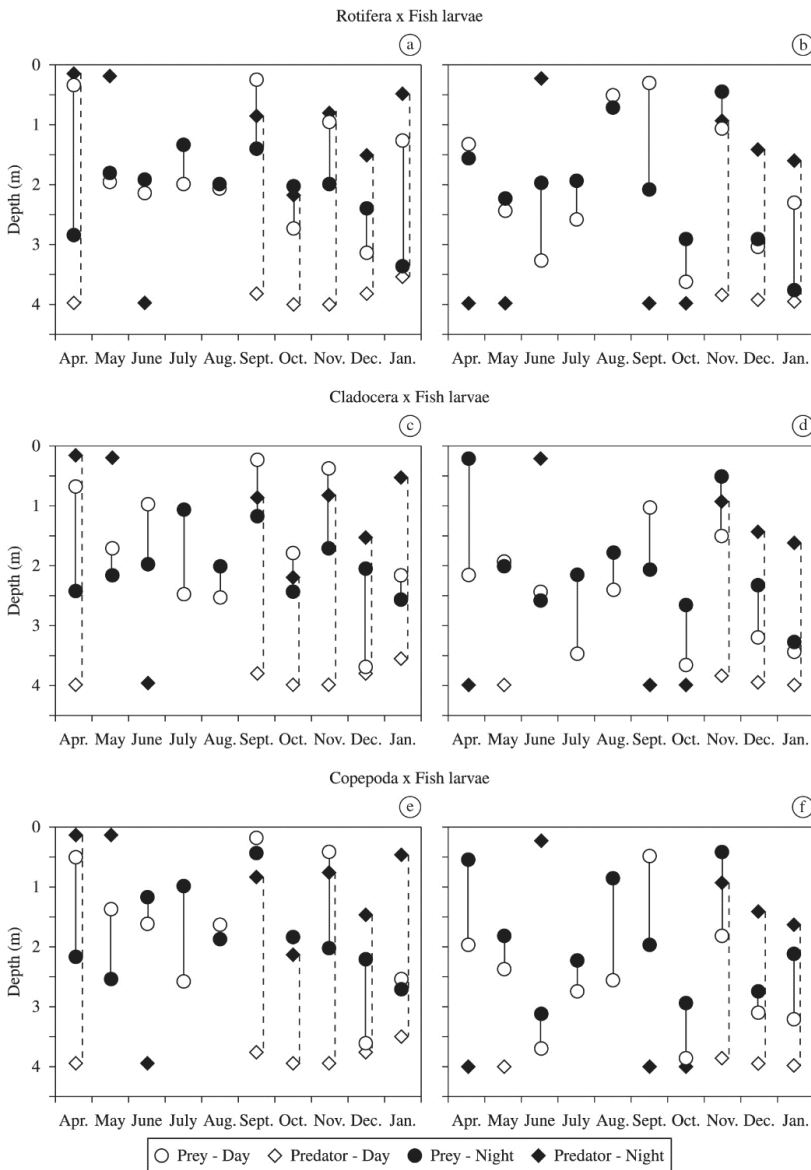 Rotifera x Fish larvae
a
b
0
1
2
3
4
Depth (m)
Apr. May June July Aug. Sept. Oct. Nov. Dec. Jan.
Apr. May June July Aug. Sept. Oct. Nov. Dec. Jan.
Cladocera x Fish larvae
c
d
0
1
2
3
4
Depth (m)
Apr. May June July Aug. Sept. Oct. Nov. Dec. Jan.
Apr. May June July Aug. Sept. Oct. Nov. Dec. Jan.
Copepoda x Fish larvae
e
f
0
1
2
3
4
Depth (m)
Apr. May June July Aug. Sept. Oct. Nov. Dec. Jan.
Apr. May June July Aug. Sept. Oct. Nov. Dec. Jan.
Prey - Day Predator - Day Prey - Night Predator - Night